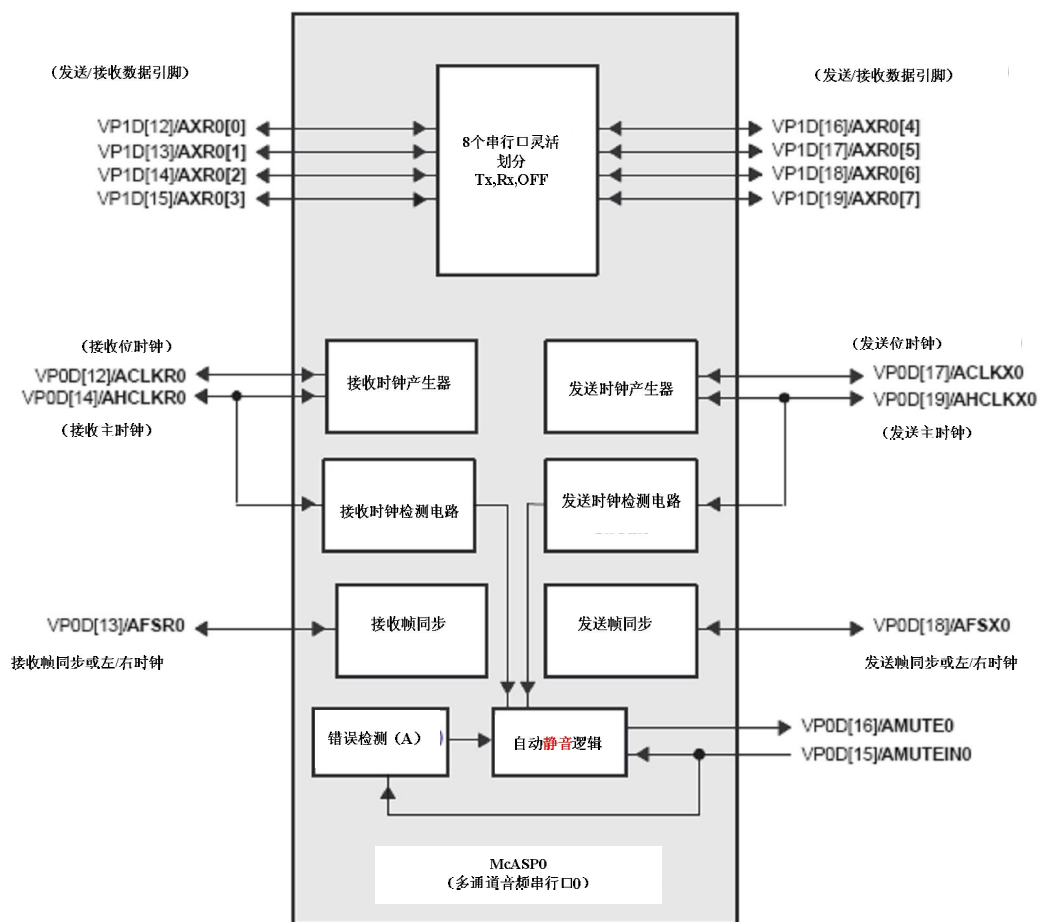 （发送/接收数据引脚）
（发送/接收数据引脚）
VP1D[12]/AXR0[0]
VP1D[13]/AXR0[1]
VP1D[14]/AXR0[2]
VP1D[15]/AXR0[3]
8个串行口灵活
划分
Tx,Rx,OFF
VP1D[16]/AXR0[4]
VP1D[17]/AXR0[5]
VP1D[18]/AXR0[6]
VP1D[19]/AXR0[7]
（接收位时钟）
VP0D[12]/ACLKR0
VP0D[14]/AHCLKR0
（接收主时钟）
接收时钟产生器
发送时钟产生器
（发送位时钟）
VP0D[17]/ACLKX0
VP0D[19]/AHCLKX0
（发送主时钟）
接收时钟检测电路
发送时钟检测电路
VP0D[13]/AFSR0
接收帧同步或左/右时钟
接收帧同步
发送帧同步
VP0D[18]/AFSX0
发送帧同步或左/右时钟
错误检测（A）)
自动静音逻辑
VP0D[16]/AMUTE0
VP0D[15]/AMUTEIN0
McASP0
（多通道音频串行口0）